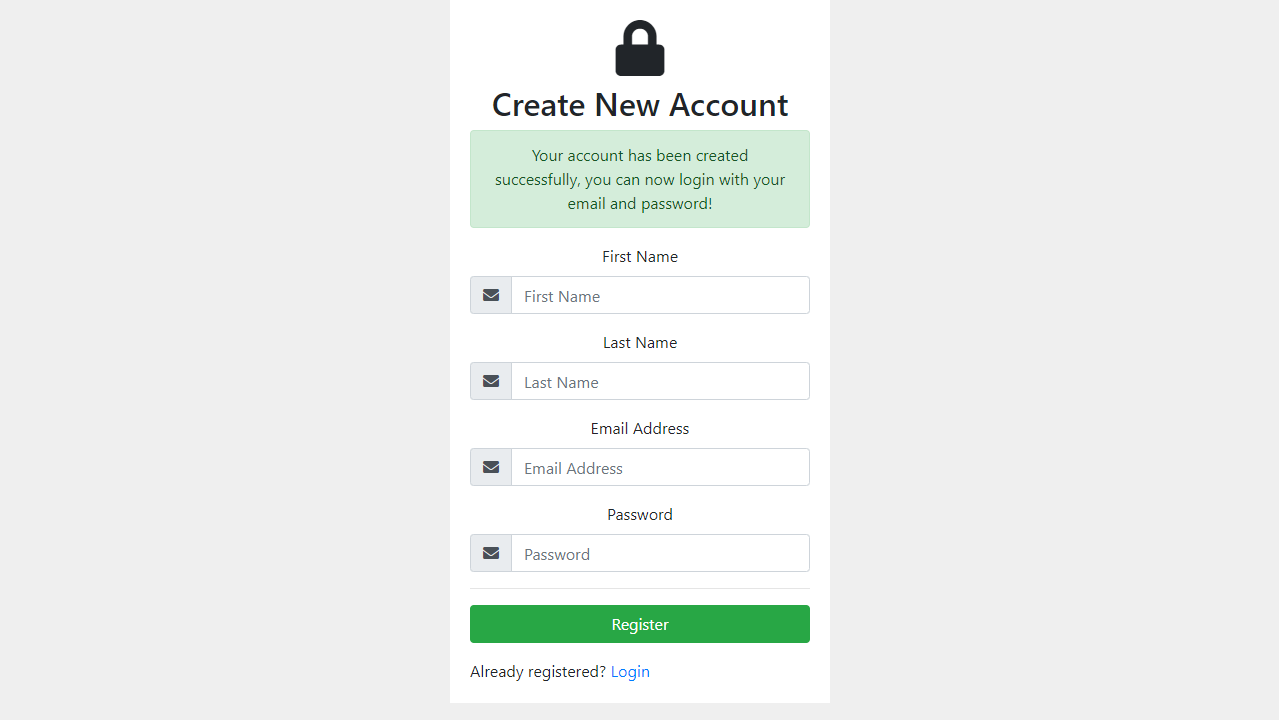 Create New Account
Your account has been created
successfully, you can now login with your
email and password!
First Name
First Name
Last Name
Last Name
Email Address
Email Address
Password
Password
Register
Already registered? Login